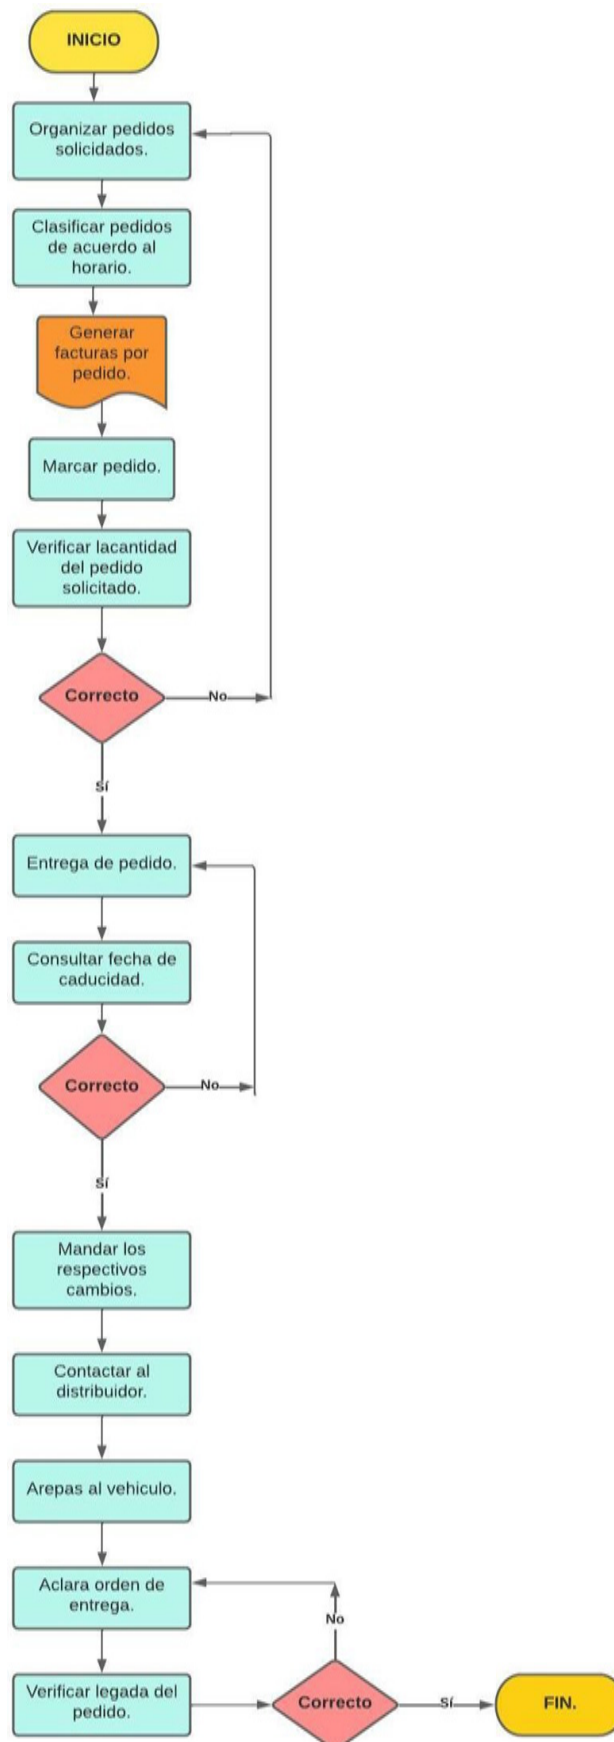 INICIO
Organizar pedidos
solicidados.
Clasificar pedidos
de acuerdo al
horario.
Generar
facturas por
pedido.
Marcar pedido.
Verificar lacantidad
del pedido
solicitado.
Correcto
No
Sí
Entrega de pedido.
Consultar fecha de
caducidad.
Correcto
No
Sí
Mandar los
respectivos
cambios.
Contactar al
distribuidor.
Arepas al vehiculo.
Aclara orden de
entrega.
No
Verificar legada del
pedido.
Correcto
Sí
FIN.